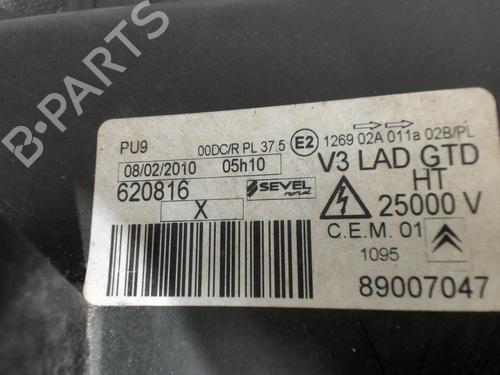 PU9
00DC/R PL 37.5 E2 1269 02A 011a 02B/PL
08/02/2010 05h10
V3 LAD GTD
620816 SEVEL
HT
X
25000 V
C.E.M. 01
1095
89007047
B-PARTS